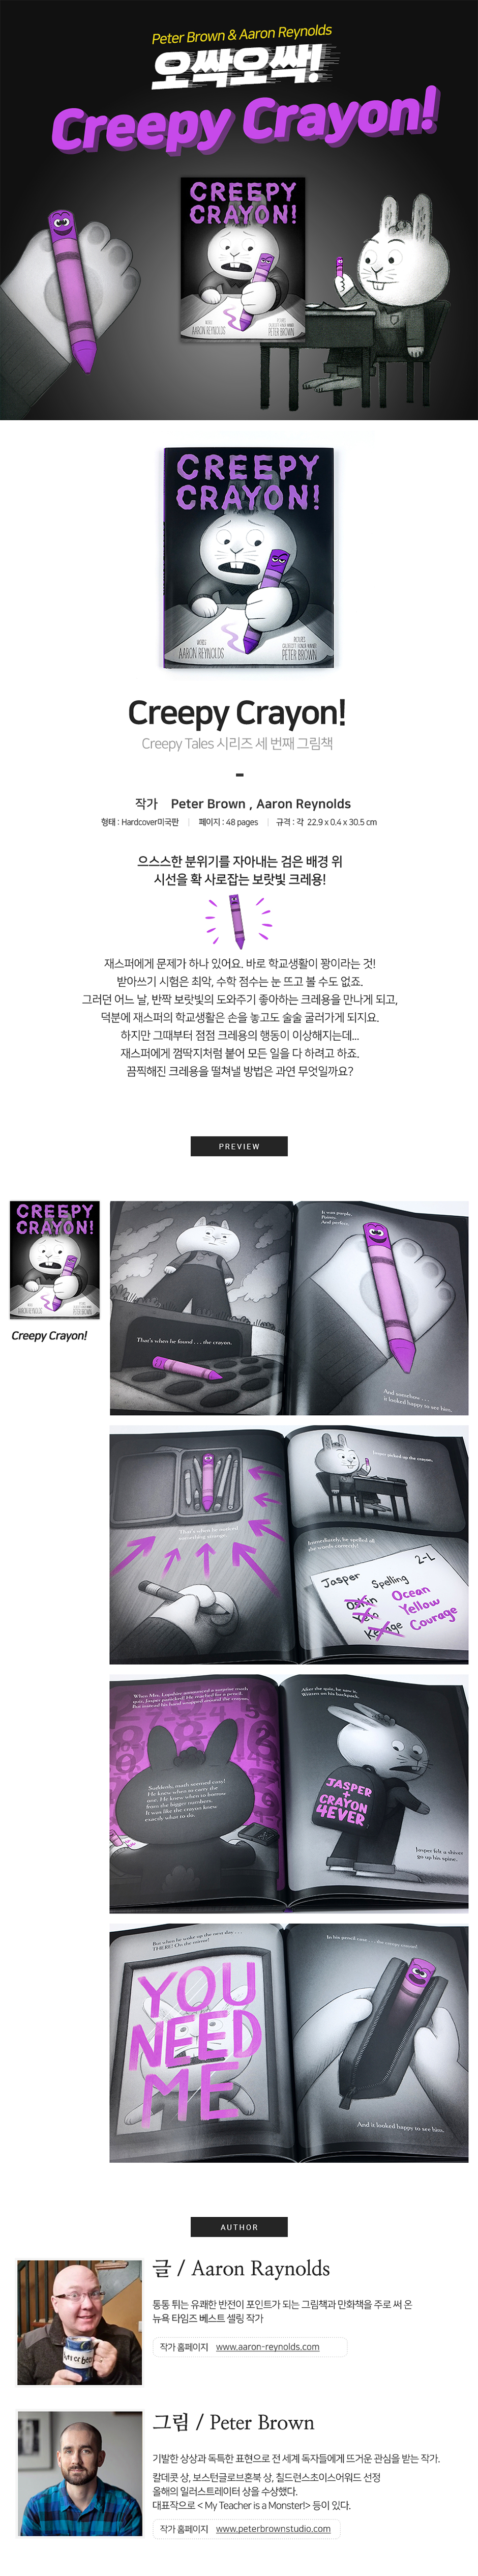 Peter Brown & Aaron Reynolds
오싹오싹!
Creepy Crayon!
CREEPY
CRAYON!
WORDS
AARON REYNOLDS
PICTURES
PETER BROWN
CREEPY
CRAYON!
WORDS
AARON REYNOLDS
PICTURES
CALDECOTT HONOR WINNER
PETER BROWN
Creepy Crayon!
Creepy Tales 시리즈 세 번째 그림책
작가 Peter Brown , Aaron Reynolds
형태 : Hardcover미국판 | 페이지 : 48 pages | 규격 : 각 22.9 x 0.4 x 30.5 cm
으스스한 분위기를 자아내는 검은 배경 위
시선을 확 사로잡는 보랏빛 크레용!
재스퍼에게 문제가 하나 있어요. 바로 학교생활이 꽝이라는 것!
받아쓰기 시험은 최악, 수학 점수는 눈 뜨고 볼 수도 없죠.
그러던 어느 날, 반짝 보랏빛의 도와주기 좋아하는 크레용을 만나게 되고,
덕분에 재스퍼의 학교생활은 손을 놓고도 술술 굴러가게 되지요.
하지만 그때부터 점점 크레용의 행동이 이상해지는데...
재스퍼에게 껌딱지처럼 붙어 모든 일을 다 하려고 하죠.
끔찍해진 크레용을 떨쳐낼 방법은 과연 무엇일까요?
PREVIEW
CREEPY
CRAYON!
AARON REYNOLDS
PETER BROWN
Creepy Crayon!
That's when he found . . . the crayon.
It was purple.
Pointy.
And perfect.
And somehow . . .
it looked happy to see him.
That's when he noticed
something strange.
Jasper picked up the crayon.
Immediately, he spelled all
the words correctly!
Jasper
Spelling
2-L
Oshin
Yelo
Kerage
Ocean
Yellow
Courage
When Mrs. Lopshire announced a surprise math
quiz, Jasper panicked! He reached for a pencil.
But instead his hand wrapped around the crayon.
Suddenly, math seemed easy!
He knew when to carry the
one. He knew when to borrow
from the bigger numbers.
It was like the crayon knew
exactly what to do.
After the quiz, he saw it.
Written on his backpack.
JASPER
+
CRAYON
4EVER
Jasper felt a shiver
go up his spine.
But when he woke up the next day . . .
THERE! On the mirror!
YOU
NEED
ME
In his pencil case . . . the creepy crayon!
And it looked happy to see him.
AUTHOR
글 / Aaron Raynolds
통통 튀는 유쾌한 반전이 포인트가 되는 그림책과 만화책을 주로 써 온
뉴욕 타임즈 베스트 셀링 작가
작가 홈페이지 www.aaron-reynolds.com
그림 / Peter Brown
기발한 상상과 독특한 표현으로 전 세계 독자들에게 뜨거운 관심을 받는 작가.
칼데콧 상, 보스턴글로브혼북 상, 칠드런스초이스어워드 선정
올해의 일러스트레이터 상을 수상했다.
대표작으로 < My Teacher is a Monster!> 등이 있다.
작가 홈페이지 www.peterbrownstudio.com